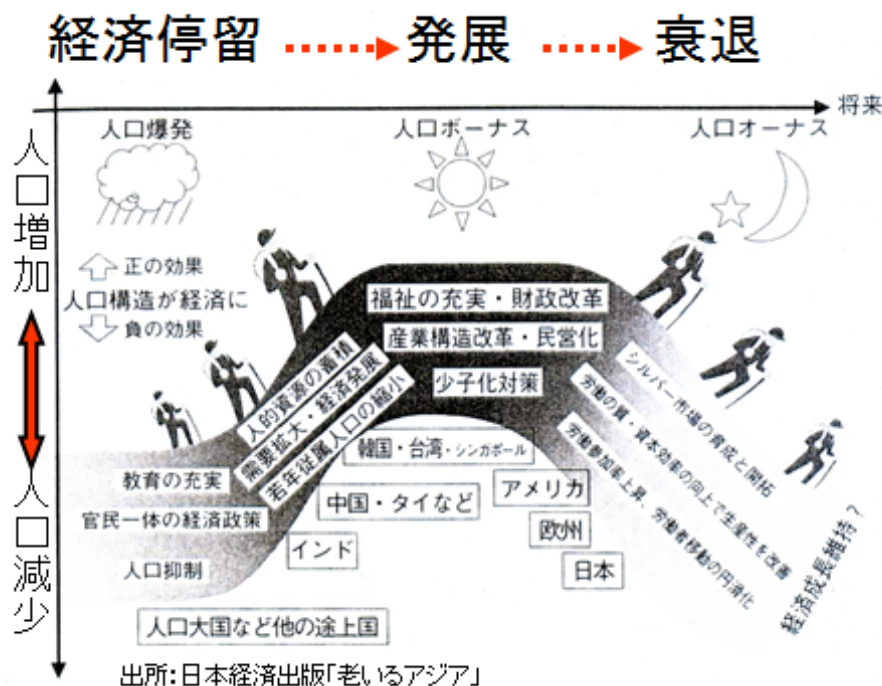 経済停留 発展 衰退
将来
人口爆発
人口ボーナス
人口オーナス
人口増加
人口減少
正の効果
人口構造が経済に
負の効果
福祉の充実・財政改革
産業構造改革・民営化
少子化対策
人的資源の蓄積
需要拡大・経済発展
若年従属人口の縮小
シルバー市場の育成と開拓
労働の質・資本効率の向上で生産性を改善
労働参加率上昇、労働者移動の円滑化
経済成長維持?
教育の充実
官民一体の経済政策
人口抑制
韓国・台湾・シンガポール
中国・タイなど
インド
アメリカ
欧州
日本
人口大国など他の途上国
出所:日本経済出版「老いるアジア」